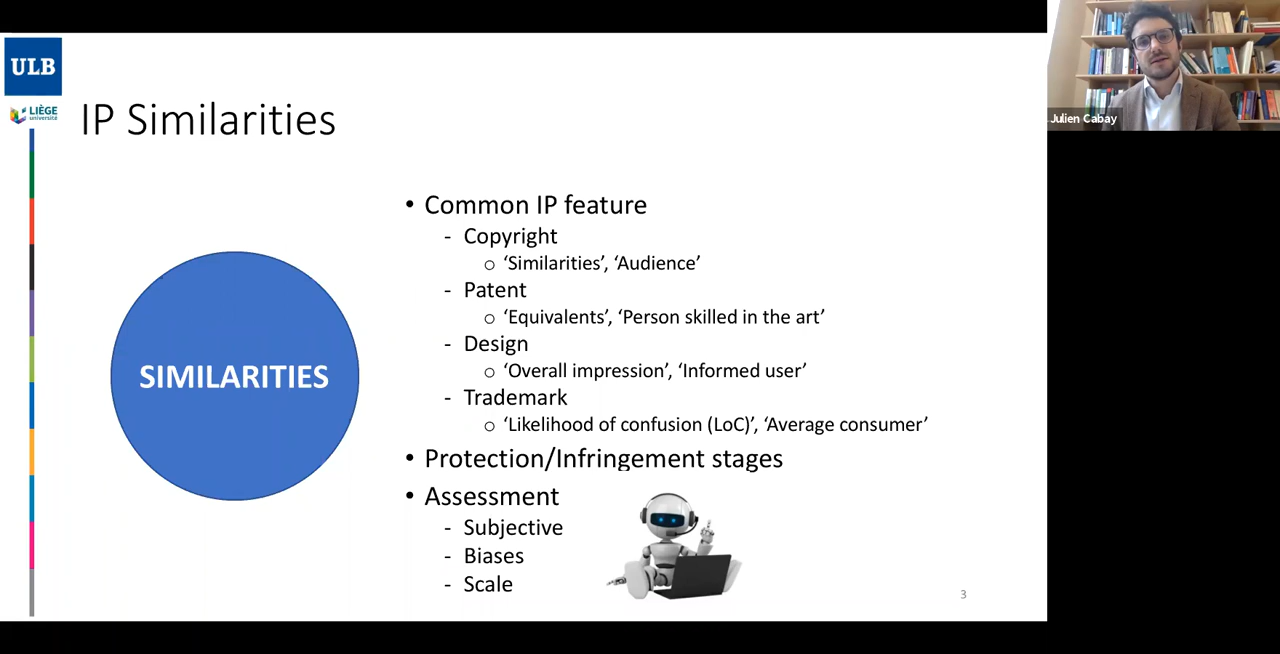 ULB
LIÈGE
université
IP Similarities
SIMILARITIES
• Common IP feature
- Copyright
o ‘Similarities’, ‘Audience’
- Patent
o ‘Equivalents’, ‘Person skilled in the art’
- Design
o ‘Overall impression’, ‘Informed user’
- Trademark
o ‘Likelihood of confusion (LoC)’, ‘Average consumer’
• Protection/Infringement stages
• Assessment
- Subjective
- Biases
- Scale
3
Julien Cabay